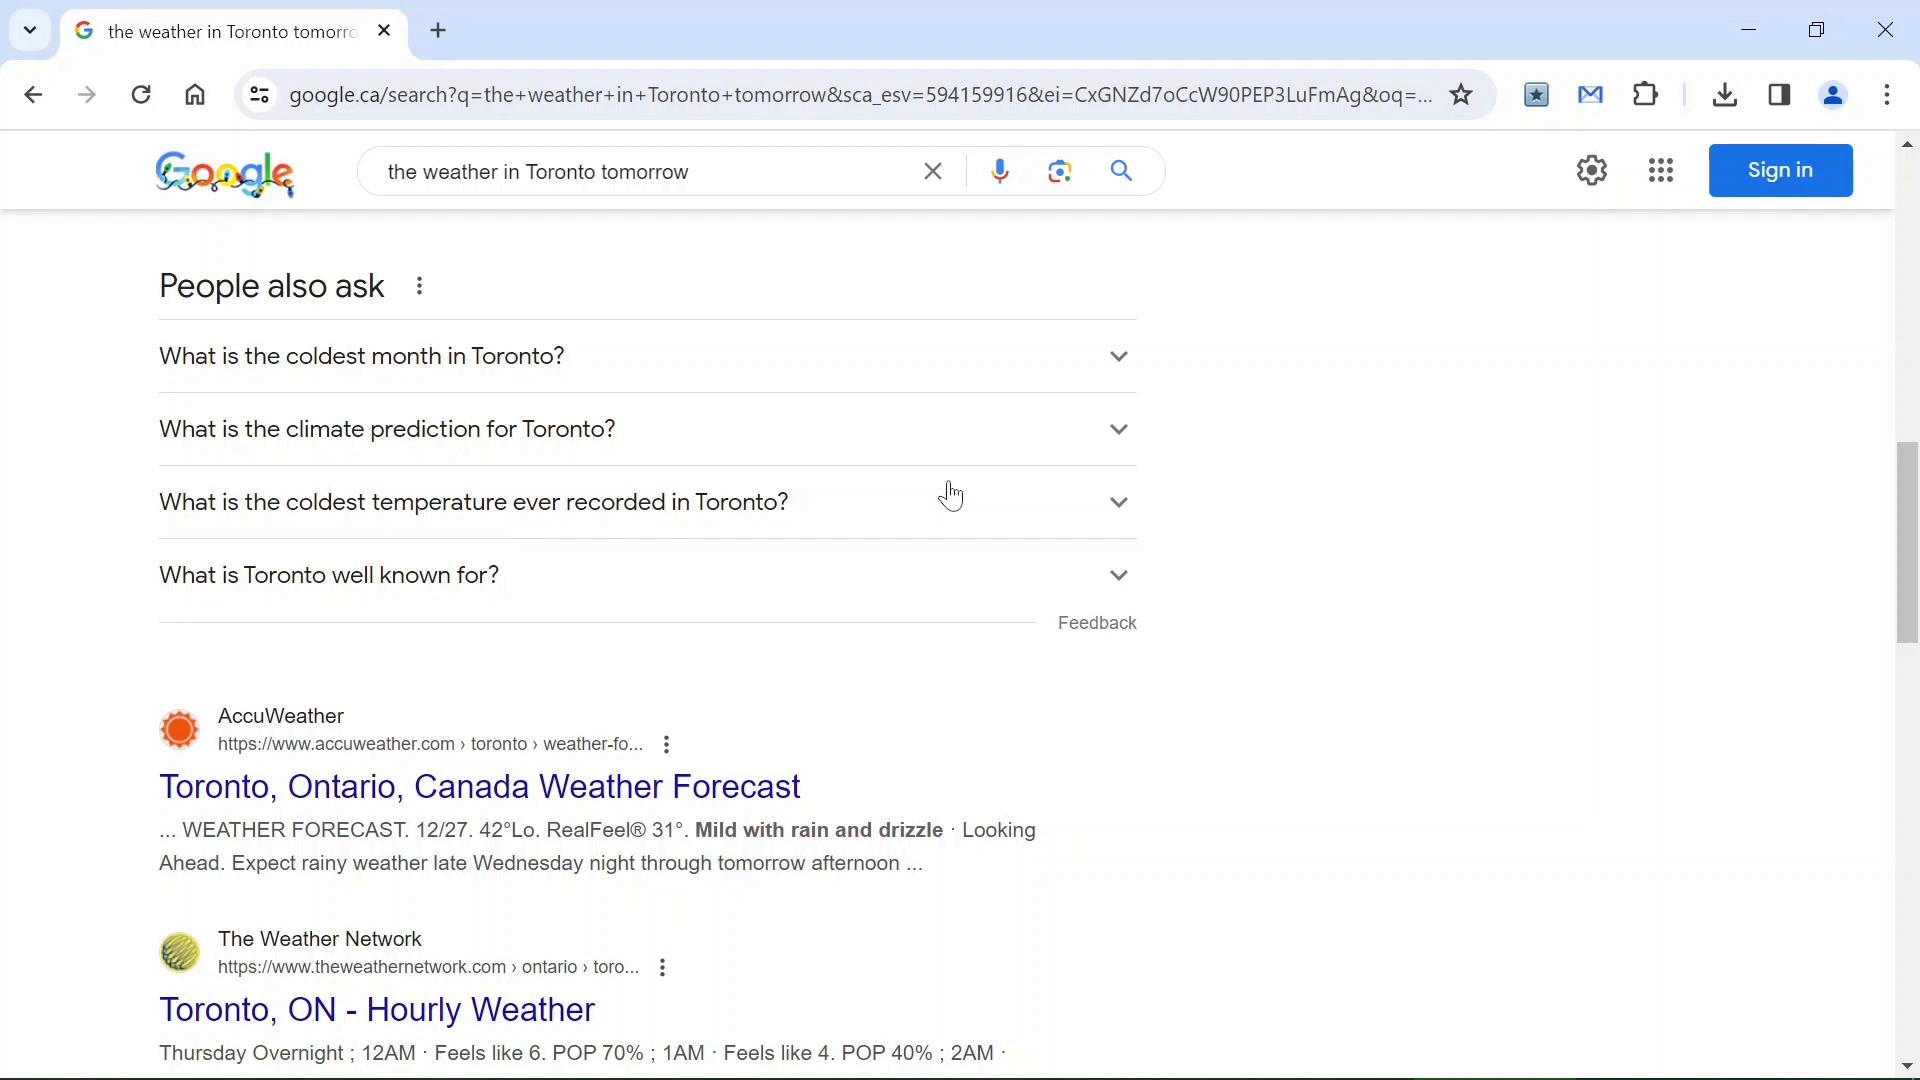 the weather in Toronto tomorro
google.ca/search?q=the+weather+in+Toronto+tomorrow&sca_esv=594159916&ei=CxGNZd7oCcW90PEP3LuFmAg&oq=...
Google
the weather in Toronto tomorrow
Sign in
People also ask
What is the coldest month in Toronto?
What is the climate prediction for Toronto?
What is the coldest temperature ever recorded in Toronto?
What is Toronto well known for?
Feedback
AccuWeather
https://www.accuweather.com › toronto › weather-fo...
Toronto, Ontario, Canada Weather Forecast
... WEATHER FORECAST. 12/27. 42°Lo. RealFeel® 31°. Mild with rain and drizzle · Looking
Ahead. Expect rainy weather late Wednesday night through tomorrow afternoon ...
The Weather Network
https://www.theweathernetwork.com › ontario › toro...
Toronto, ON - Hourly Weather
Thursday Overnight ; 12AM · Feels like 6. POP 70% ; 1AM · Feels like 4. POP 40% ; 2AM ·